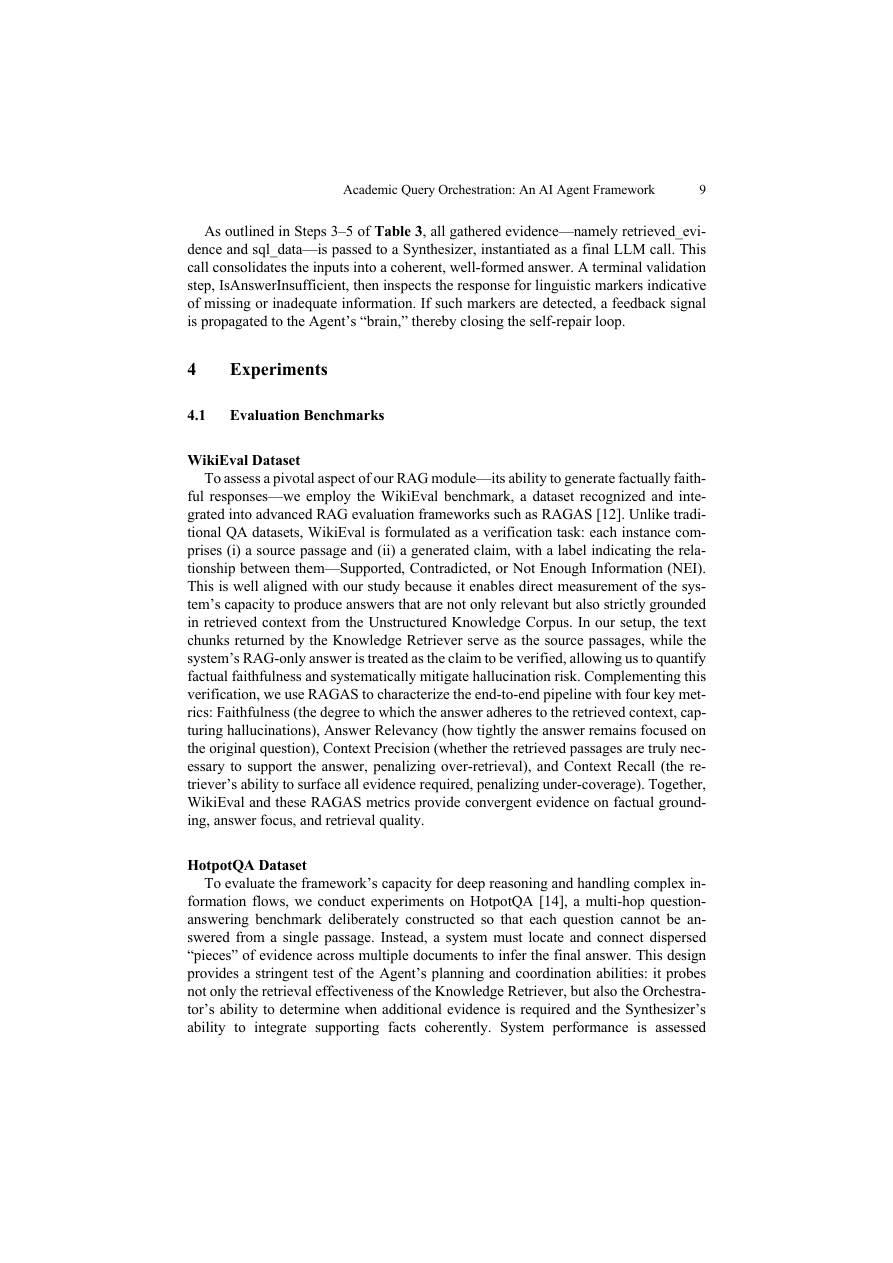 Academic Query Orchestration: An AI Agent Framework 9
As outlined in Steps 3–5 of Table 3, all gathered evidence—namely retrieved_evi-
dence and sql_data—is passed to a Synthesizer, instantiated as a final LLM call. This
call consolidates the inputs into a coherent, well-formed answer. A terminal validation
step, IsAnswerInsufficient, then inspects the response for linguistic markers indicative
of missing or inadequate information. If such markers are detected, a feedback signal
is propagated to the Agent’s “brain,” thereby closing the self-repair loop.
4 Experiments
4.1 Evaluation Benchmarks
WikiEval Dataset
To assess a pivotal aspect of our RAG module—its ability to generate factually faith-
ful responses—we employ the WikiEval benchmark, a dataset recognized and inte-
grated into advanced RAG evaluation frameworks such as RAGAS [12]. Unlike tradi-
tional QA datasets, WikiEval is formulated as a verification task: each instance com-
prises (i) a source passage and (ii) a generated claim, with a label indicating the rela-
tionship between them—Supported, Contradicted, or Not Enough Information (NEI).
This is well aligned with our study because it enables direct measurement of the sys-
tem’s capacity to produce answers that are not only relevant but also strictly grounded
in retrieved context from the Unstructured Knowledge Corpus. In our setup, the text
chunks returned by the Knowledge Retriever serve as the source passages, while the
system’s RAG-only answer is treated as the claim to be verified, allowing us to quantify
factual faithfulness and systematically mitigate hallucination risk. Complementing this
verification, we use RAGAS to characterize the end-to-end pipeline with four key met-
rics: Faithfulness (the degree to which the answer adheres to the retrieved context, cap-
turing hallucinations), Answer Relevancy (how tightly the answer remains focused on
the original question), Context Precision (whether the retrieved passages are truly nec-
essary to support the answer, penalizing over-retrieval), and Context Recall (the re-
triever’s ability to surface all evidence required, penalizing under-coverage). Together,
WikiEval and these RAGAS metrics provide convergent evidence on factual ground-
ing, answer focus, and retrieval quality.
HotpotQA Dataset
To evaluate the framework’s capacity for deep reasoning and handling complex in-
formation flows, we conduct experiments on HotpotQA [14], a multi-hop question-
answering benchmark deliberately constructed so that each question cannot be an-
swered from a single passage. Instead, a system must locate and connect dispersed
“pieces” of evidence across multiple documents to infer the final answer. This design
provides a stringent test of the Agent’s planning and coordination abilities: it probes
not only the retrieval effectiveness of the Knowledge Retriever, but also the Orchestra-
tor’s ability to determine when additional evidence is required and the Synthesizer’s
ability to integrate supporting facts coherently. System performance is assessed